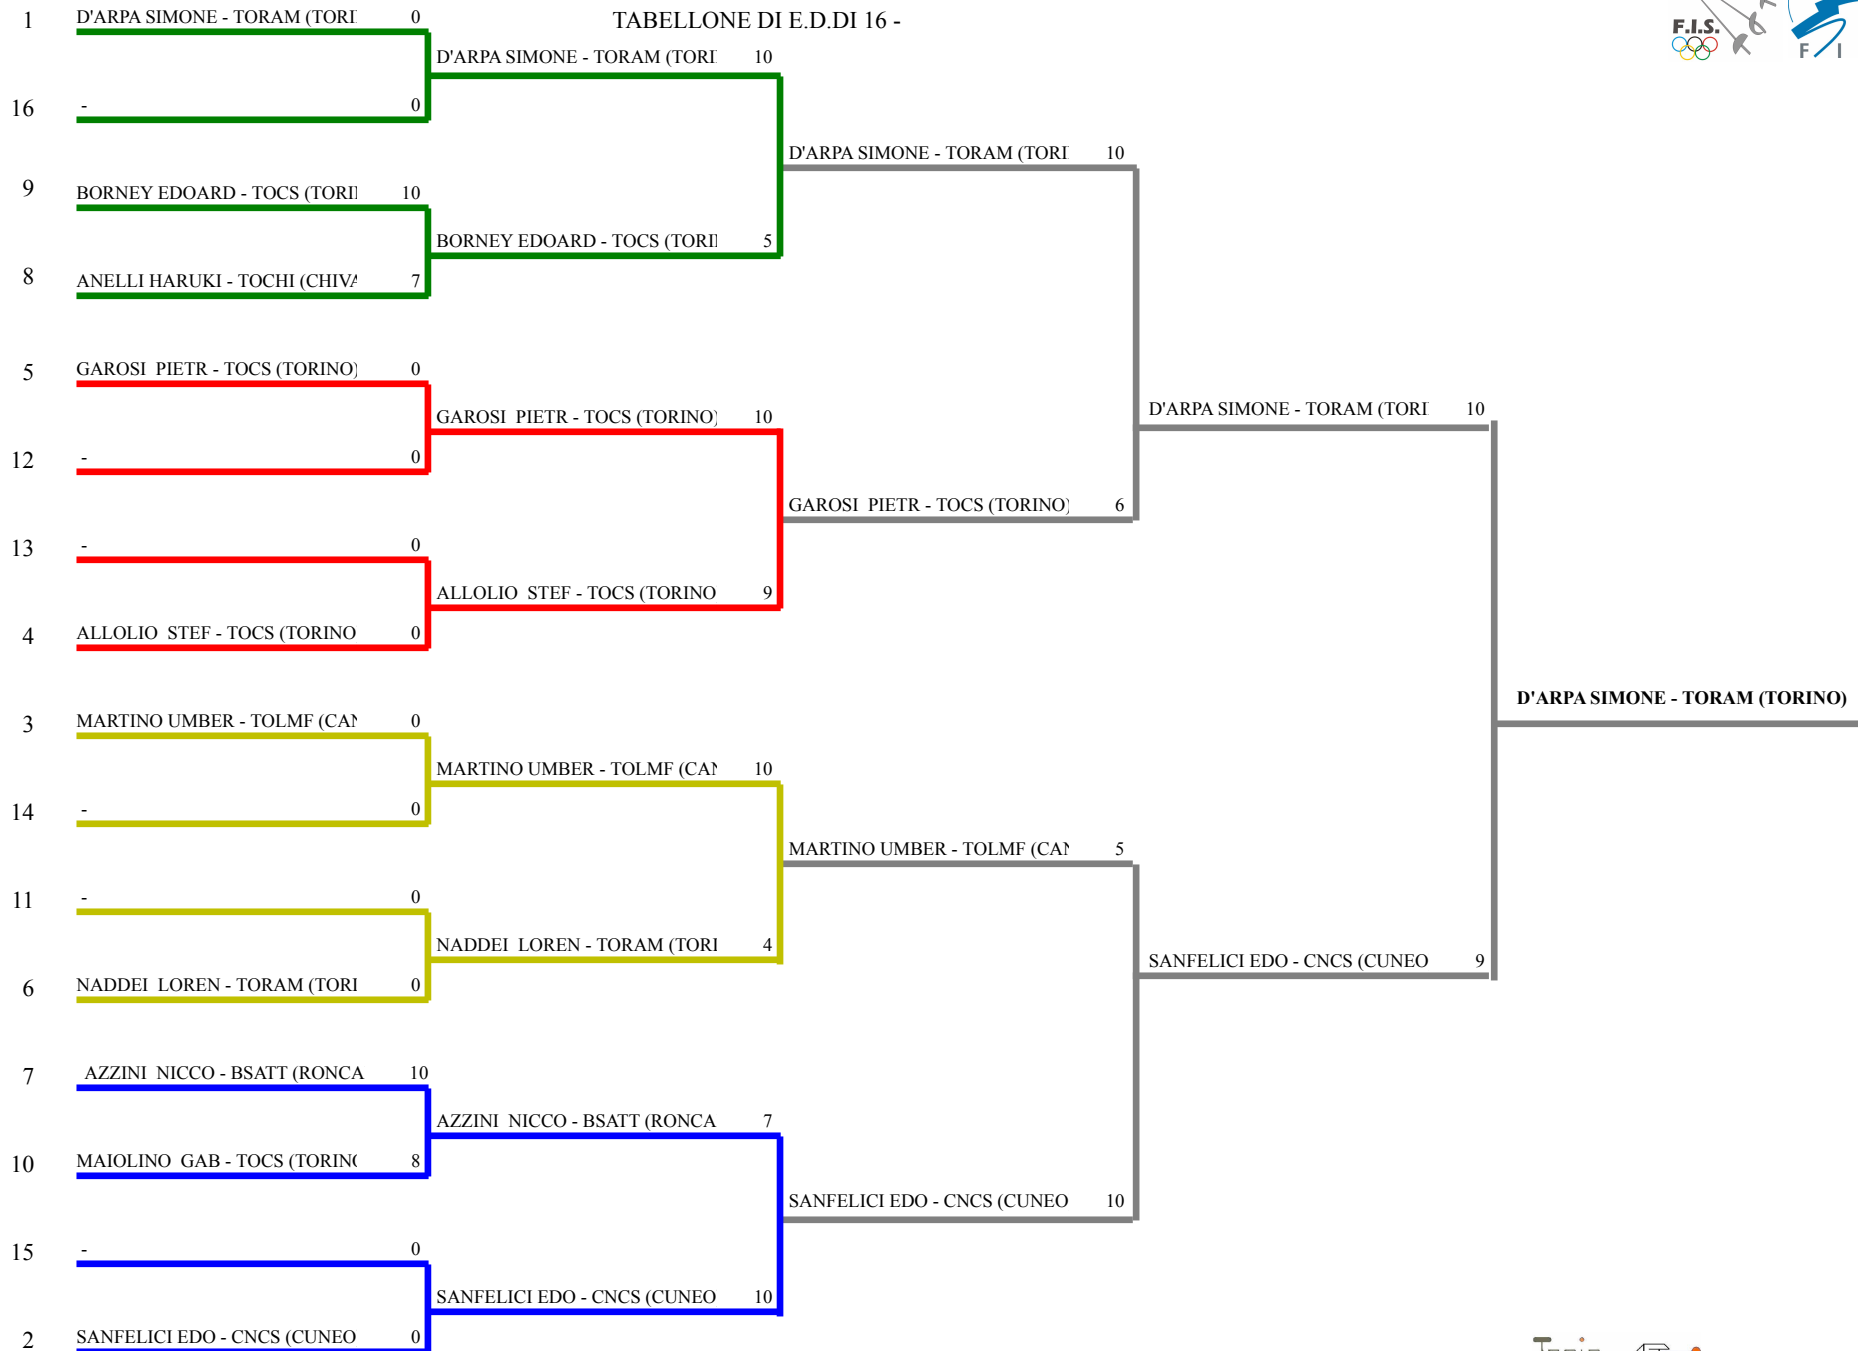 TABELLONE DI E.D.DI 16 -
F.I.S.
F I
1 D'ARPA SIMONE - TORAM (TORI 0
D'ARPA SIMONE - TORAM (TORI 10
16 - 0
D'ARPA SIMONE - TORAM (TORI 10
9 BORNEY EDOARD - TOCS (TORI 10
BORNEY EDOARD - TOCS (TORI 5
8 ANELLI HARUKI - TOCHI (CHIVA 7
5 GAROSI PIETR - TOCS (TORINO) 0
D'ARPA SIMONE - TORAM (TORI 10
GAROSI PIETR - TOCS (TORINO) 10
12 - 0
GAROSI PIETR - TOCS (TORINO) 6
13 - 0
ALLOLIO STEF - TOCS (TORINO 9
4 ALLOLIO STEF - TOCS (TORINO 0
D'ARPA SIMONE - TORAM (TORINO)
3 MARTINO UMBER - TOLMF (CAN 0
MARTINO UMBER - TOLMF (CAN 10
14 - 0
MARTINO UMBER - TOLMF (CAN 5
11 - 0
NADDEI LOREN - TORAM (TORI 4
SANFELICI EDO - CNCS (CUNEO 9
6 NADDEI LOREN - TORAM (TORI 0
7 AZZINI NICCO - BSATT (RONCA 10
AZZINI NICCO - BSATT (RONCA 7
10 MAIOLINO GAB - TOCS (TORINO 8
SANFELICI EDO - CNCS (CUNEO 10
15 - 0
SANFELICI EDO - CNCS (CUNEO 10
2 SANFELICI EDO - CNCS (CUNEO 0